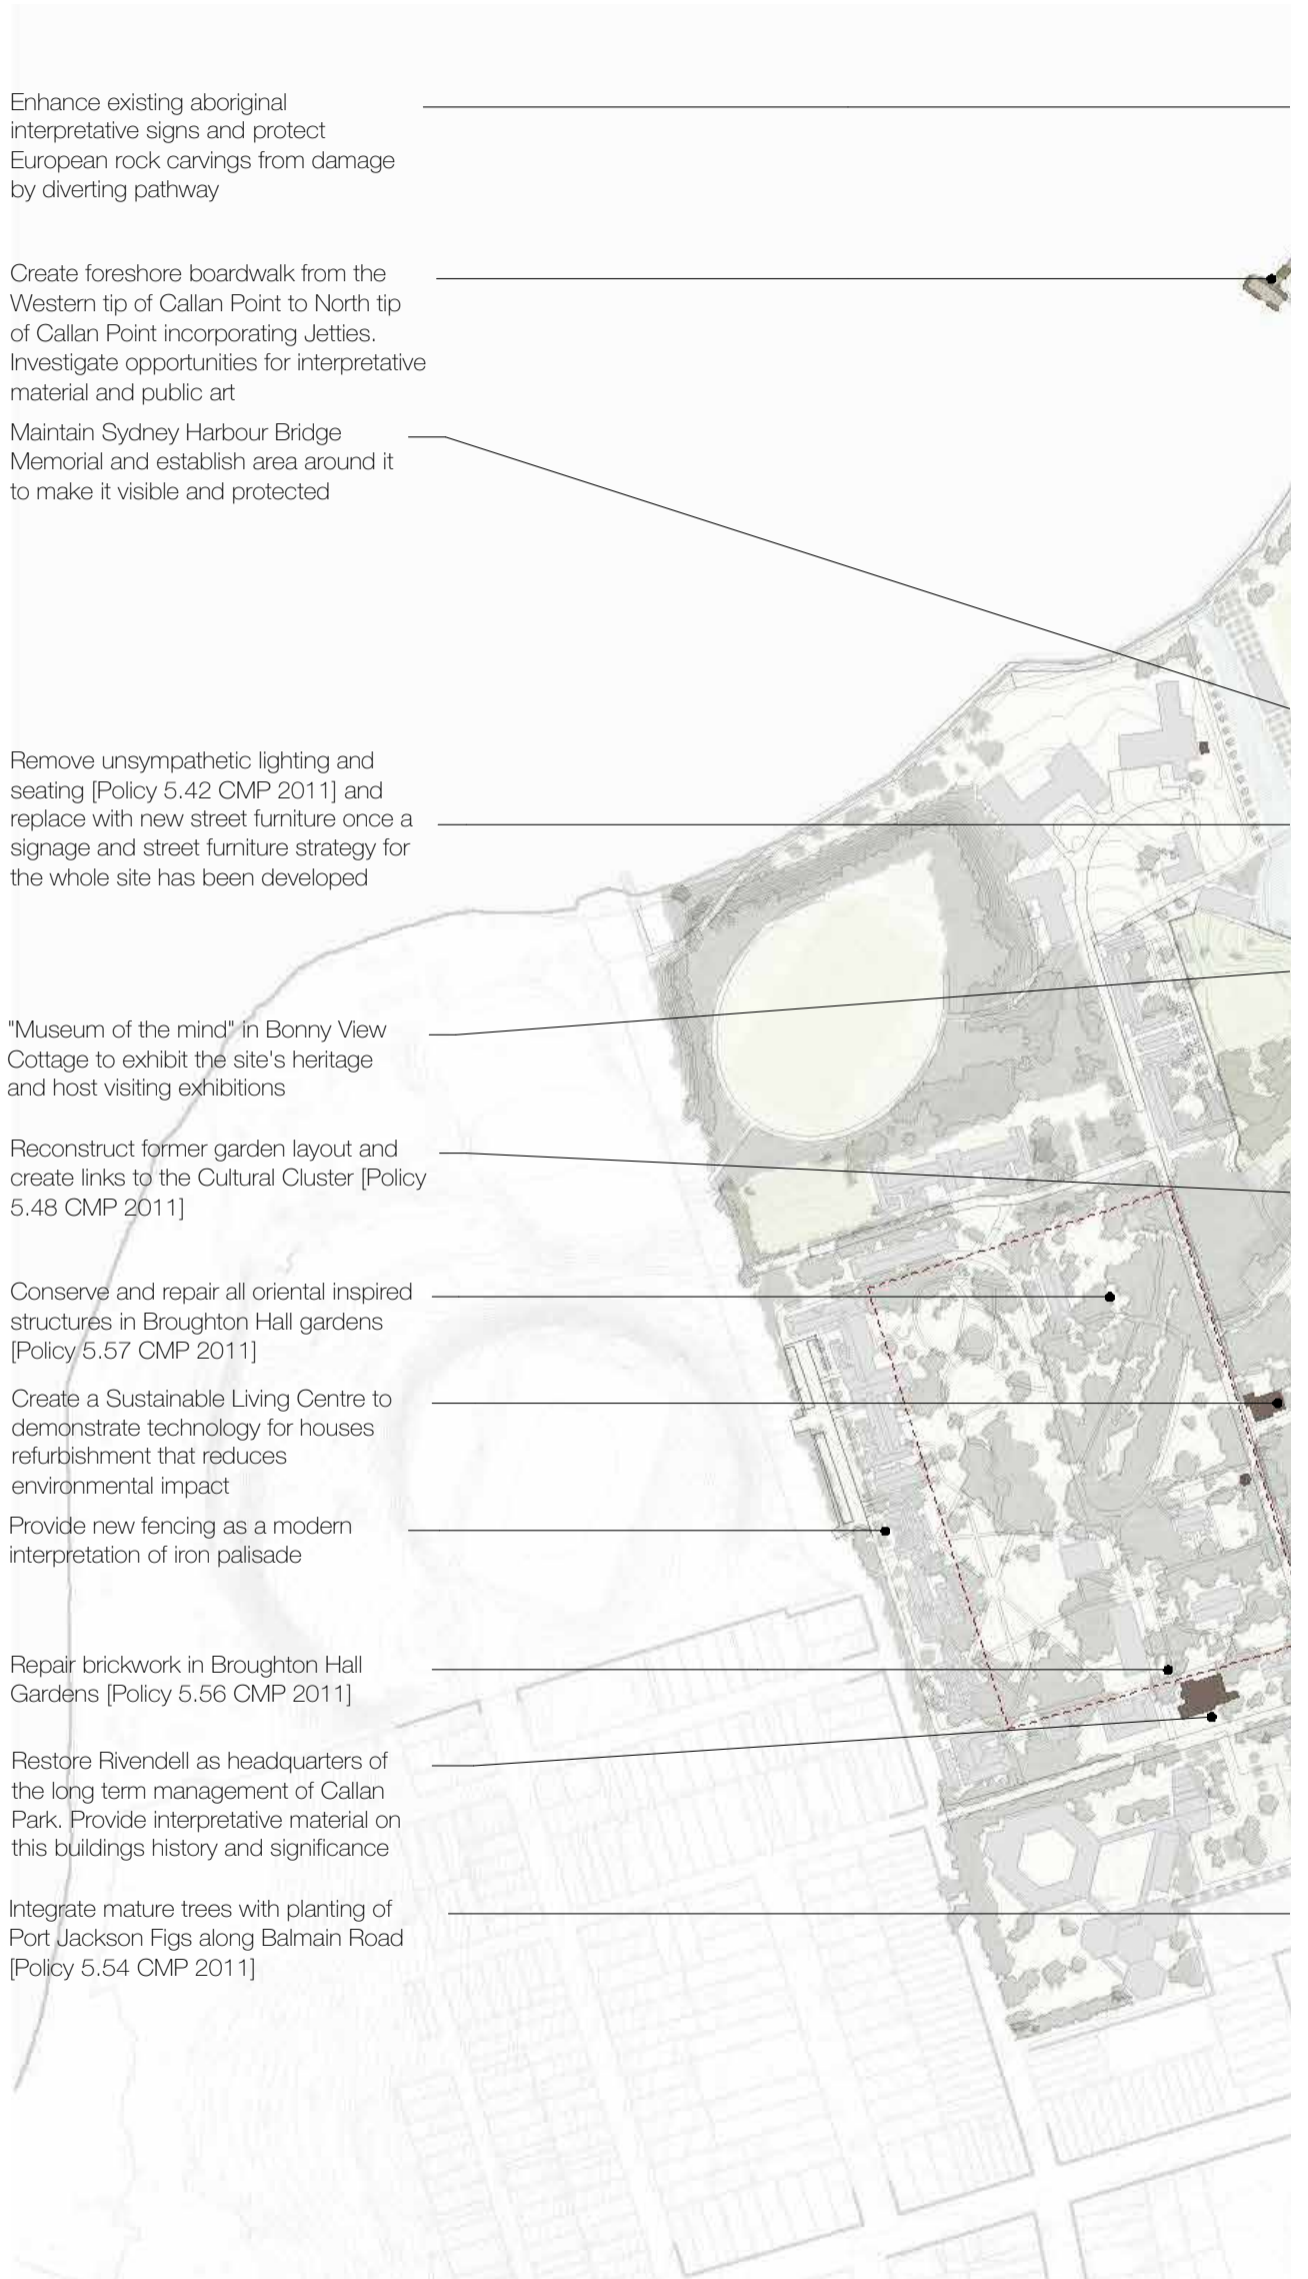 Enhance existing aboriginal
interpretative signs and protect
European rock carvings from damage
by diverting pathway
Create foreshore boardwalk from the
Western tip of Callan Point to North tip
of Callan Point incorporating Jetties.
Investigate opportunities for interpretative
material and public art
Maintain Sydney Harbour Bridge
Memorial and establish area around it
to make it visible and protected
Remove unsympathetic lighting and
seating [Policy 5.42 CMP 2011] and
replace with new street furniture once a
signage and street furniture strategy for
the whole site has been developed
"Museum of the mind" in Bonny View
Cottage to exhibit the site's heritage
and host visiting exhibitions
Reconstruct former garden layout and
create links to the Cultural Cluster [Policy
5.48 CMP 2011]
Conserve and repair all oriental inspired
structures in Broughton Hall gardens
[Policy 5.57 CMP 2011]
Create a Sustainable Living Centre to
demonstrate technology for houses
refurbishment that reduces
environmental impact
Provide new fencing as a modern
interpretation of iron palisade
Repair brickwork in Broughton Hall
Gardens [Policy 5.56 CMP 2011]
Restore Rivendell as headquarters of
the long term management of Callan
Park. Provide interpretative material on
this buildings history and significance
Integrate mature trees with planting of
Port Jackson Figs along Balmain Road
[Policy 5.54 CMP 2011]